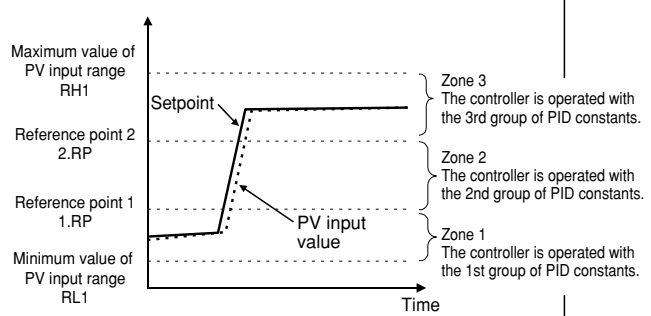 Maximum value of
PV input range
RH1
Reference point 2
2.RP
Reference point 1
1.RP
Minimum value of
PV input range
RL1
Setpoint
PV input
value
Time
Zone 3
The controller is operated with
the 3rd group of PID constants.
Zone 2
The controller is operated with
the 2nd group of PID constants.
Zone 1
The controller is operated with
the 1st group of PID constants.